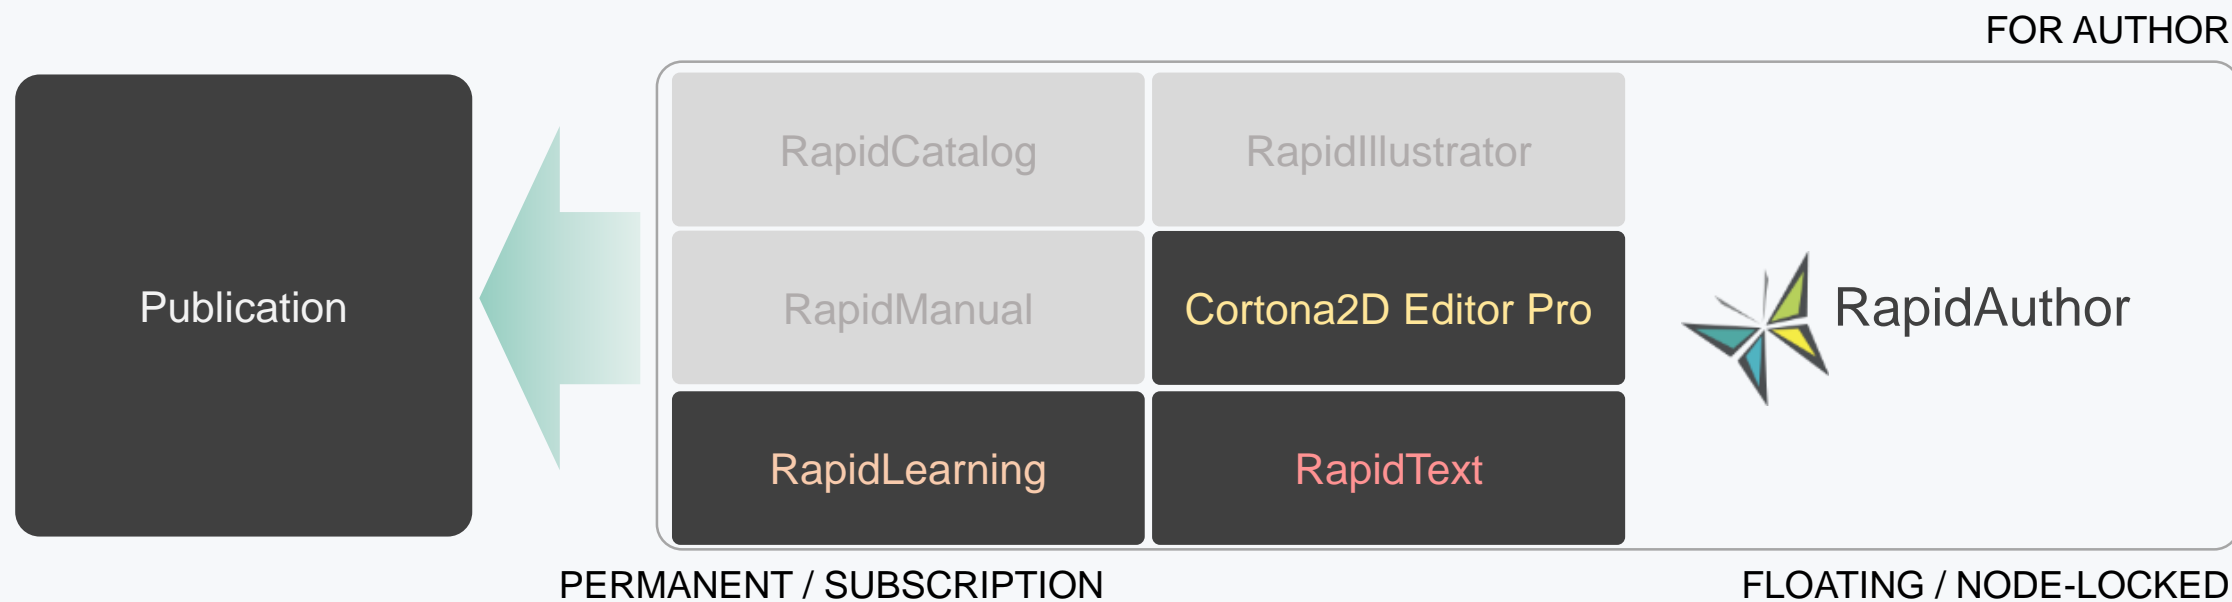 FOR AUTHOR
RapidCatalog
RapidIllustrator
Publication
RapidManual
Cortona2D Editor Pro
RapidAuthor
RapidLearning
RapidText
PERMANENT / SUBSCRIPTION
FLOATING / NODE-LOCKED